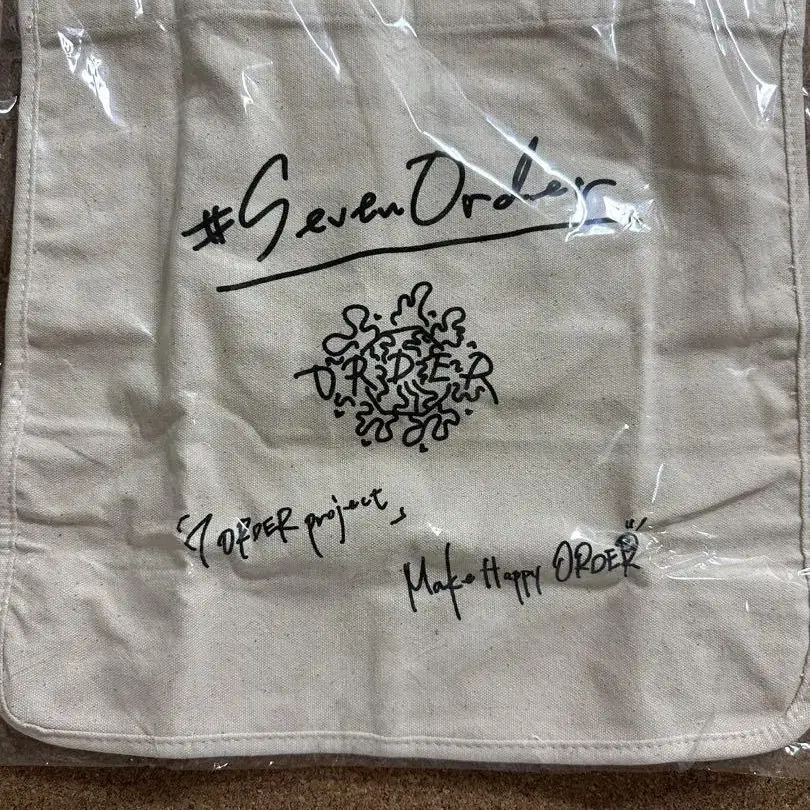 #SevenOrder
ORDER
「7 ORDER project」
Make Happy ORDER"